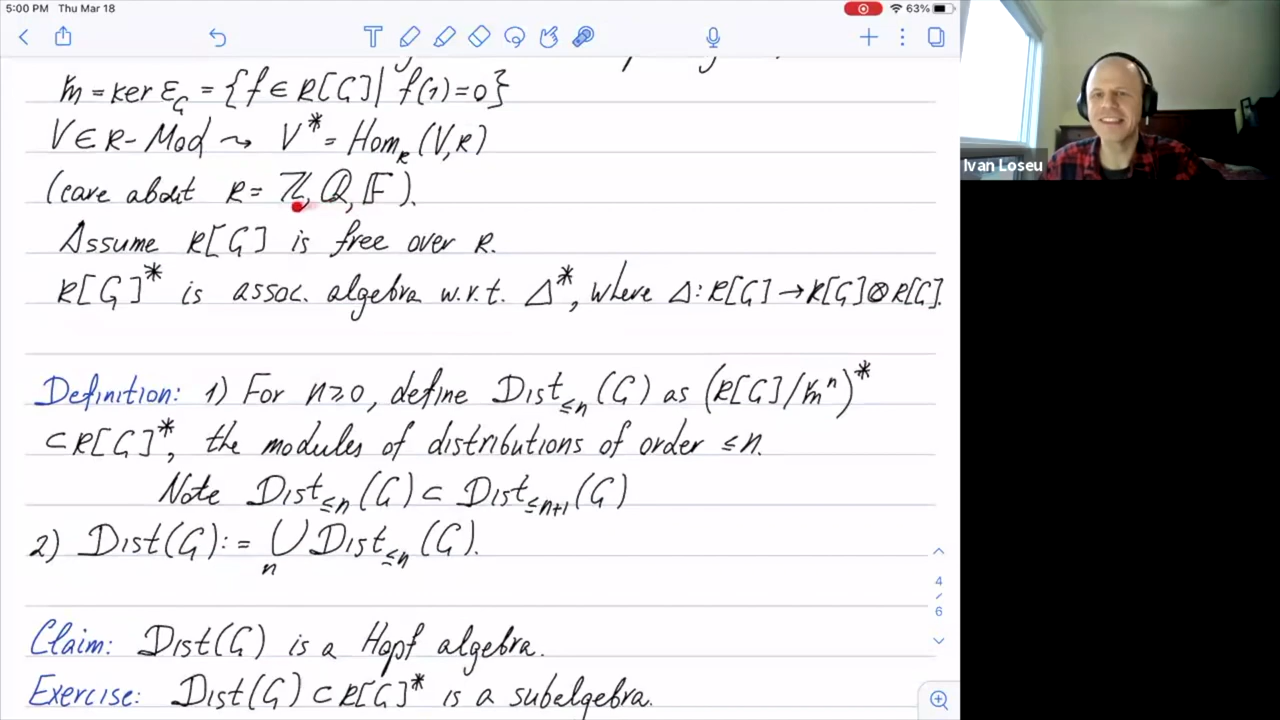 5:00 PM Thu Mar 18
63%
m = ker ε_G = {f ∈ R[G] | f(1)=0}
V ∈ R-Mod ⇝ V* = Hom_R (V, R)
(care about R = ℤ, ℚ, 𝔽).
Assume R[G] is free over R.
R[G]* is assoc. algebra w.r.t. Δ*, where Δ: R[G] → R[G]⊗R[G].
Definition: 1) For n≥0, define Dist_≤n (G) as (R[G]/m^n)*
⊂ R[G]*, the modules of distributions of order ≤n.
Note Dist_≤n (G) ⊂ Dist_≤n+1 (G)
2) Dist(G) := ∪_n Dist_≤n (G).
Claim: Dist(G) is a Hopf algebra.
Exercise: Dist(G) ⊂ R[G]* is a subalgebra.
4
/
6
Ivan Loseu